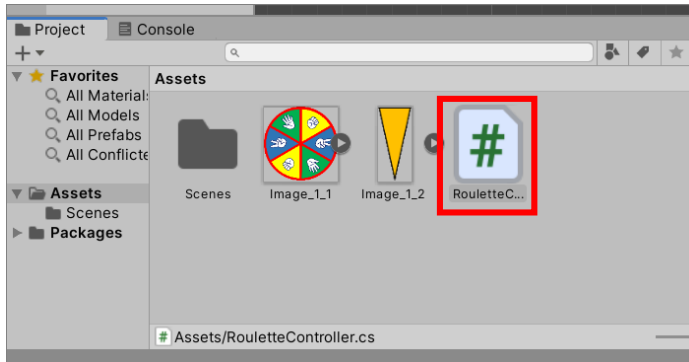 Project
Console
Favorites
All Material
All Models
All Prefabs
All Conflicte
Assets
Scenes
Packages
Assets
Scenes
Image_1_1
Image_1_2
RouletteC...
#
Assets/RouletteController.cs